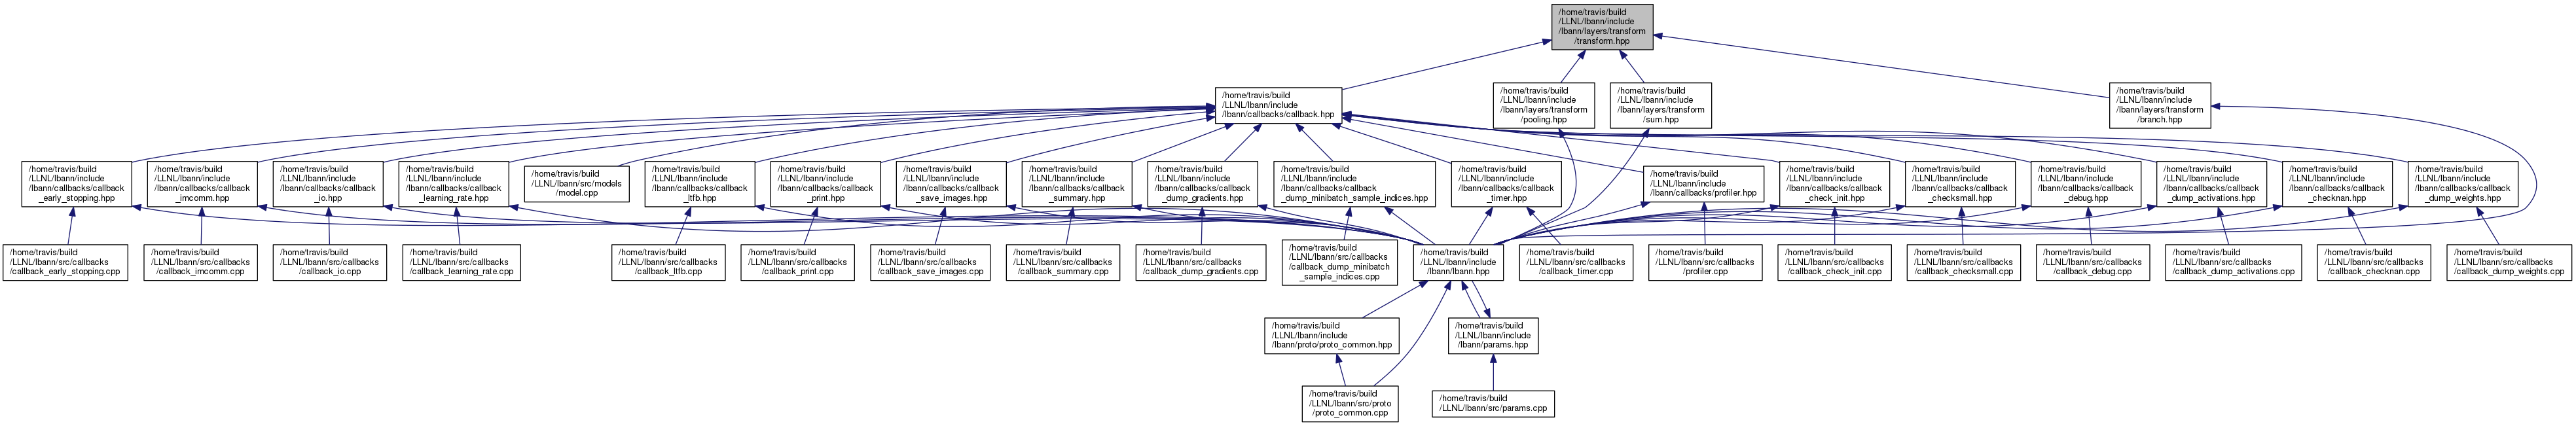 /home/travis/build
/LLNL/lbann/include
/lbann/layers/transform
/transform.hpp
/home/travis/build
/LLNL/lbann/include
/lbann/callbacks/callback.hpp
/home/travis/build
/LLNL/lbann/include
/lbann/layers/transform
/pooling.hpp
/home/travis/build
/LLNL/lbann/include
/lbann/layers/transform
/sum.hpp
/home/travis/build
/LLNL/lbann/include
/lbann/layers/transform
/branch.hpp
/home/travis/build
/LLNL/lbann/include
/lbann/callbacks/callback
_early_stopping.hpp
/home/travis/build
/LLNL/lbann/include
/lbann/callbacks/callback
_imcomm.hpp
/home/travis/build
/LLNL/lbann/include
/lbann/callbacks/callback
_io.hpp
/home/travis/build
/LLNL/lbann/include
/lbann/callbacks/callback
_learning_rate.hpp
/home/travis/build
/LLNL/lbann/src/models
/model.cpp
/home/travis/build
/LLNL/lbann/include
/lbann/callbacks/callback
_ltfb.hpp
/home/travis/build
/LLNL/lbann/include
/lbann/callbacks/callback
_print.hpp
/home/travis/build
/LLNL/lbann/include
/lbann/callbacks/callback
_save_images.hpp
/home/travis/build
/LLNL/lbann/include
/lbann/callbacks/callback
_summary.hpp
/home/travis/build
/LLNL/lbann/include
/lbann/callbacks/callback
_dump_gradients.hpp
/home/travis/build
/LLNL/lbann/include
/lbann/callbacks/callback
_dump_minibatch_sample_indices.hpp
/home/travis/build
/LLNL/lbann/include
/lbann/callbacks/callback
_timer.hpp
/home/travis/build
/LLNL/lbann/include
/lbann/callbacks/profiler.hpp
/home/travis/build
/LLNL/lbann/include
/lbann/callbacks/callback
_check_init.hpp
/home/travis/build
/LLNL/lbann/include
/lbann/callbacks/callback
_checksmall.hpp
/home/travis/build
/LLNL/lbann/include
/lbann/callbacks/callback
_debug.hpp
/home/travis/build
/LLNL/lbann/include
/lbann/callbacks/callback
_dump_activations.hpp
/home/travis/build
/LLNL/lbann/include
/lbann/callbacks/callback
_checknan.hpp
/home/travis/build
/LLNL/lbann/include
/lbann/callbacks/callback
_dump_weights.hpp
/home/travis/build
/LLNL/lbann/src/callbacks
/callback_early_stopping.cpp
/home/travis/build
/LLNL/lbann/src/callbacks
/callback_imcomm.cpp
/home/travis/build
/LLNL/lbann/src/callbacks
/callback_io.cpp
/home/travis/build
/LLNL/lbann/src/callbacks
/callback_learning_rate.cpp
/home/travis/build
/LLNL/lbann/src/callbacks
/callback_ltfb.cpp
/home/travis/build
/LLNL/lbann/src/callbacks
/callback_print.cpp
/home/travis/build
/LLNL/lbann/src/callbacks
/callback_save_images.cpp
/home/travis/build
/LLNL/lbann/src/callbacks
/callback_summary.cpp
/home/travis/build
/LLNL/lbann/src/callbacks
/callback_dump_gradients.cpp
/home/travis/build
/LLNL/lbann/src/callbacks
/callback_dump_minibatch
_sample_indices.cpp
/home/travis/build
/LLNL/lbann/include
/lbann/lbann.hpp
/home/travis/build
/LLNL/lbann/src/callbacks
/callback_timer.cpp
/home/travis/build
/LLNL/lbann/src/callbacks
/profiler.cpp
/home/travis/build
/LLNL/lbann/src/callbacks
/callback_check_init.cpp
/home/travis/build
/LLNL/lbann/src/callbacks
/callback_checksmall.cpp
/home/travis/build
/LLNL/lbann/src/callbacks
/callback_debug.cpp
/home/travis/build
/LLNL/lbann/src/callbacks
/callback_dump_activations.cpp
/home/travis/build
/LLNL/lbann/src/callbacks
/callback_checknan.cpp
/home/travis/build
/LLNL/lbann/src/callbacks
/callback_dump_weights.cpp
/home/travis/build
/LLNL/lbann/include
/lbann/proto/proto_common.hpp
/home/travis/build
/LLNL/lbann/include
/lbann/params.hpp
/home/travis/build
/LLNL/lbann/src/proto
/proto_common.cpp
/home/travis/build
/LLNL/lbann/src/params.cpp